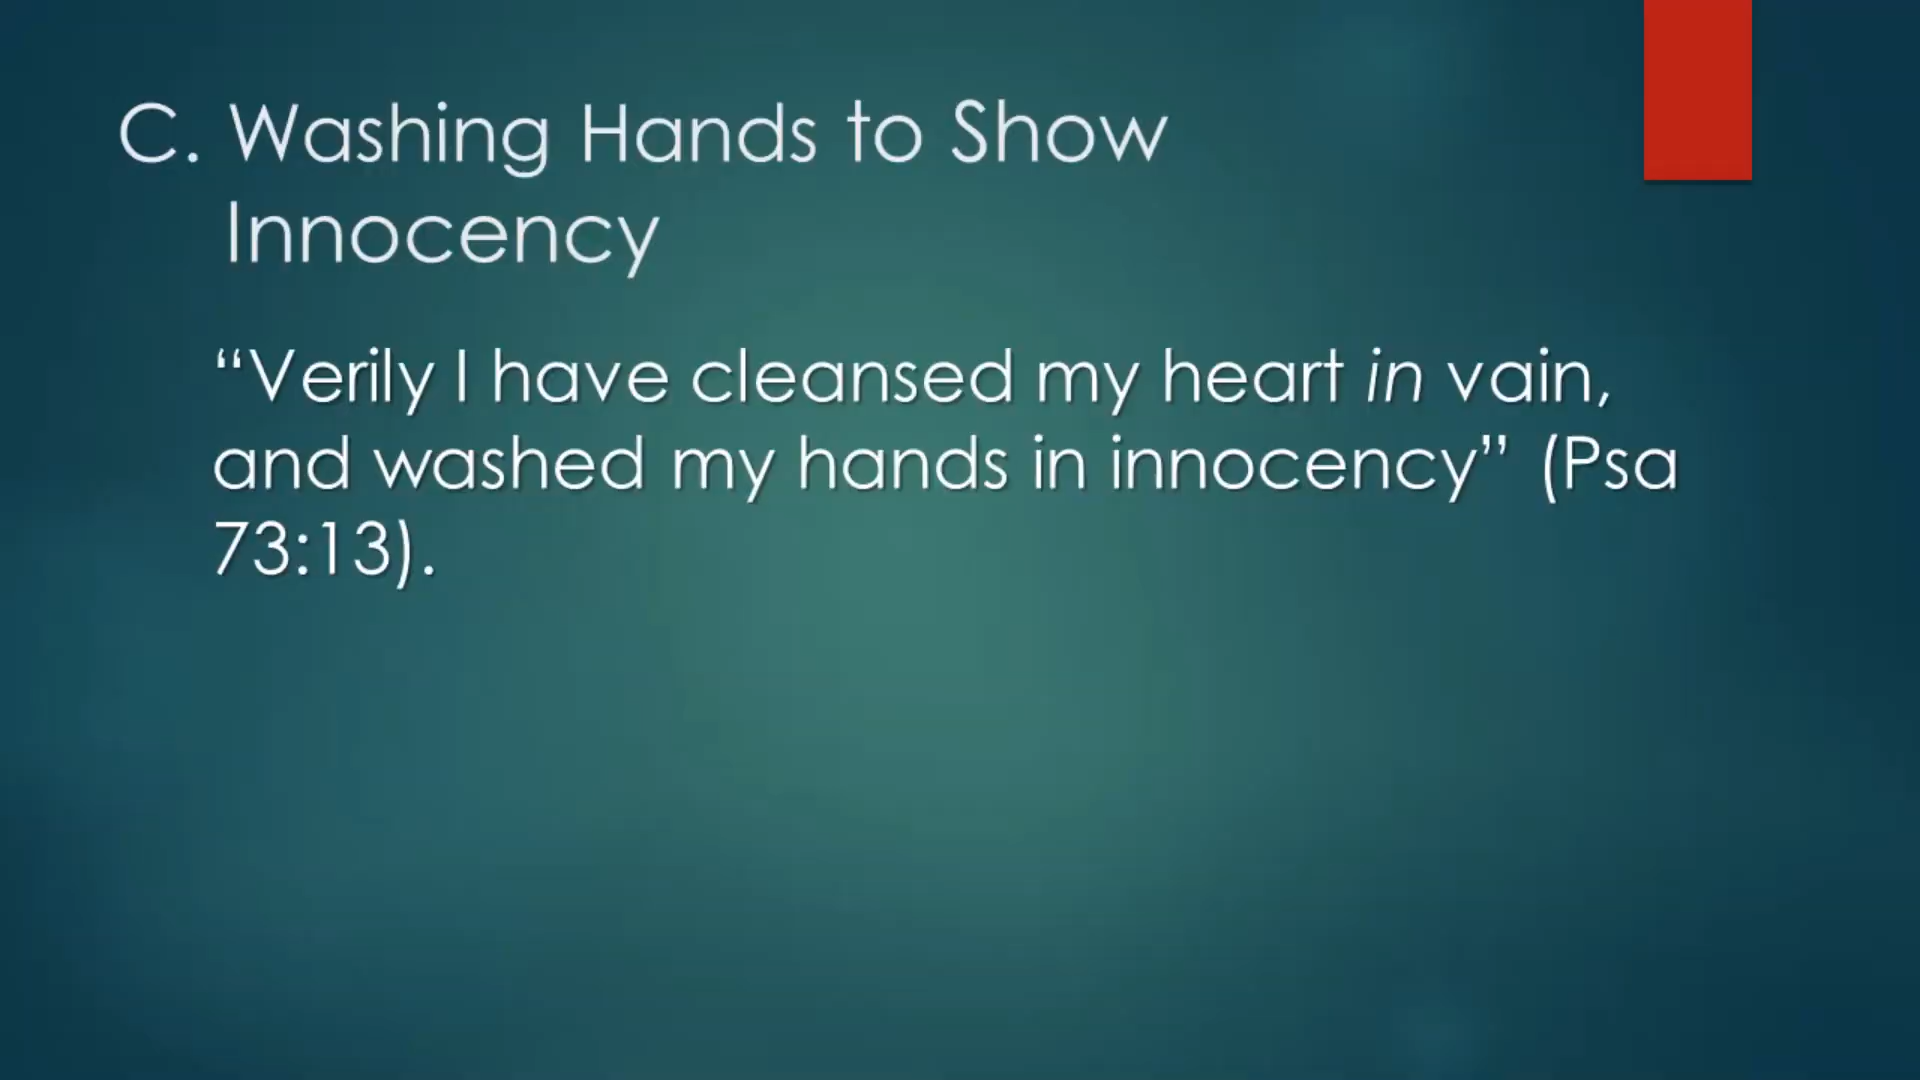 C. Washing Hands to Show
Innocency
“Verily I have cleansed my heart in vain,
and washed my hands in innocency” (Psa
73:13).